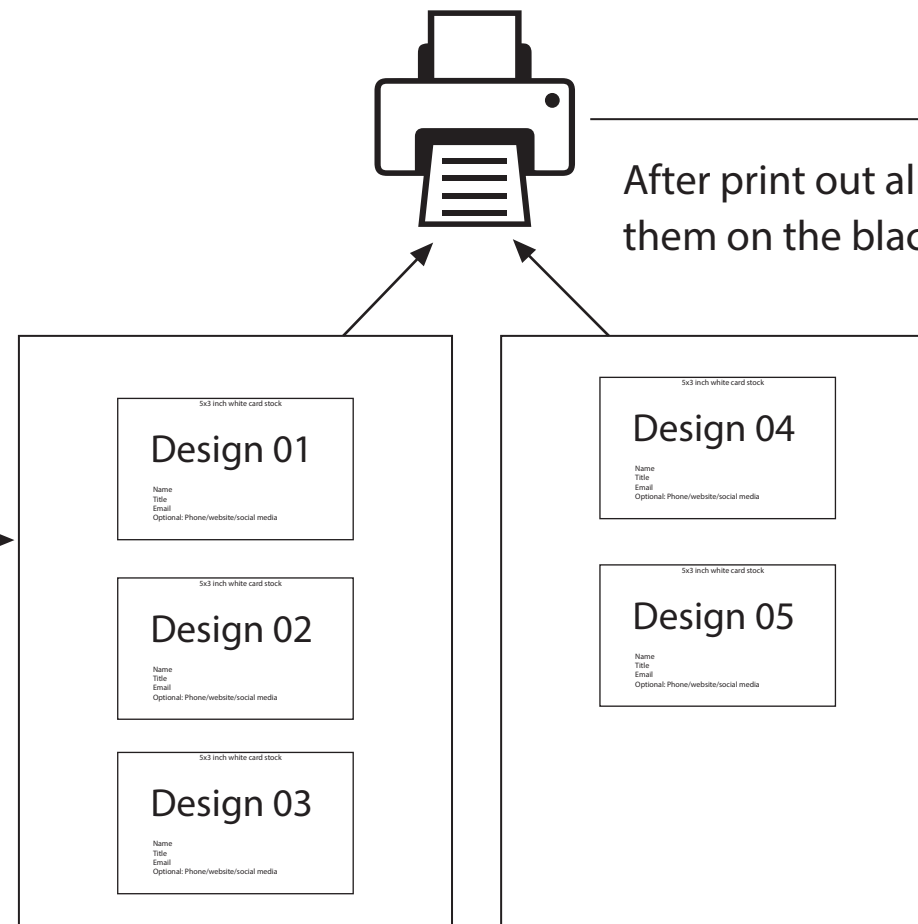 After print out al
them on the blac
5x3 inch white card stock
Design 01
Name
Title
Email
Optional: Phone/website/social media
5x3 inch white card stock
Design 02
Name
Title
Email
Optional: Phone/website/social media
5x3 inch white card stock
Design 03
Name
Title
Email
Optional: Phone/website/social media
5x3 inch white card stock
Design 04
Name
Title
Email
Optional: Phone/website/social media
5x3 inch white card stock
Design 05
Name
Title
Email
Optional: Phone/website/social media